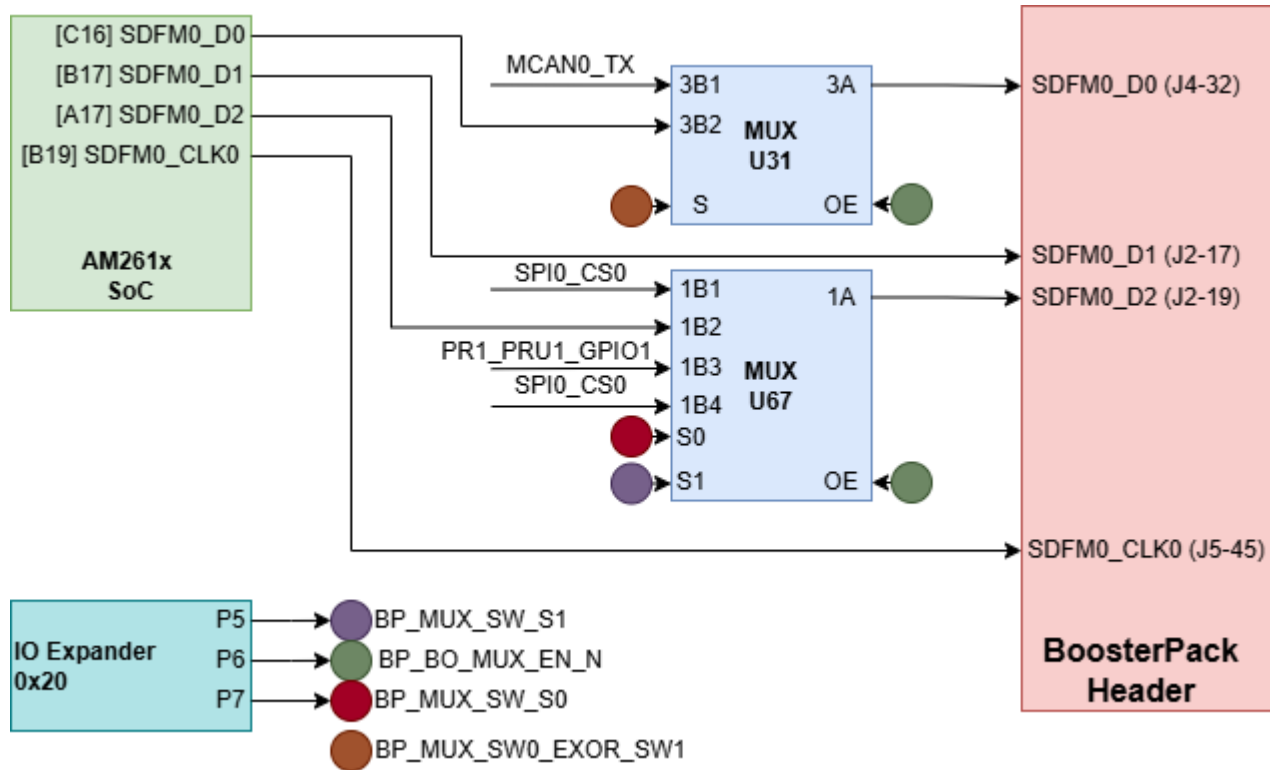 [C16] SDFM0_D0
[B17] SDFM0_D1
[A17] SDFM0_D2
[B19] SDFM0_CLK0
AM261x
SoC
MCAN0_TX
3B1
3A
3B2
MUX
U31
S
OE
SPI0_CS0
1B1
1A
1B2
PR1_PRU1_GPIO1
1B3
MUX
SPI0_CS0
1B4
U67
S0
S1
OE
SDFM0_D0 (J4-32)
SDFM0_D1 (J2-17)
SDFM0_D2 (J2-19)
SDFM0_CLK0 (J5-45)
BoosterPack
Header
IO Expander
0x20
P5
BP_MUX_SW_S1
P6
BP_BO_MUX_EN_N
P7
BP_MUX_SW_S0
BP_MUX_SW0_EXOR_SW1